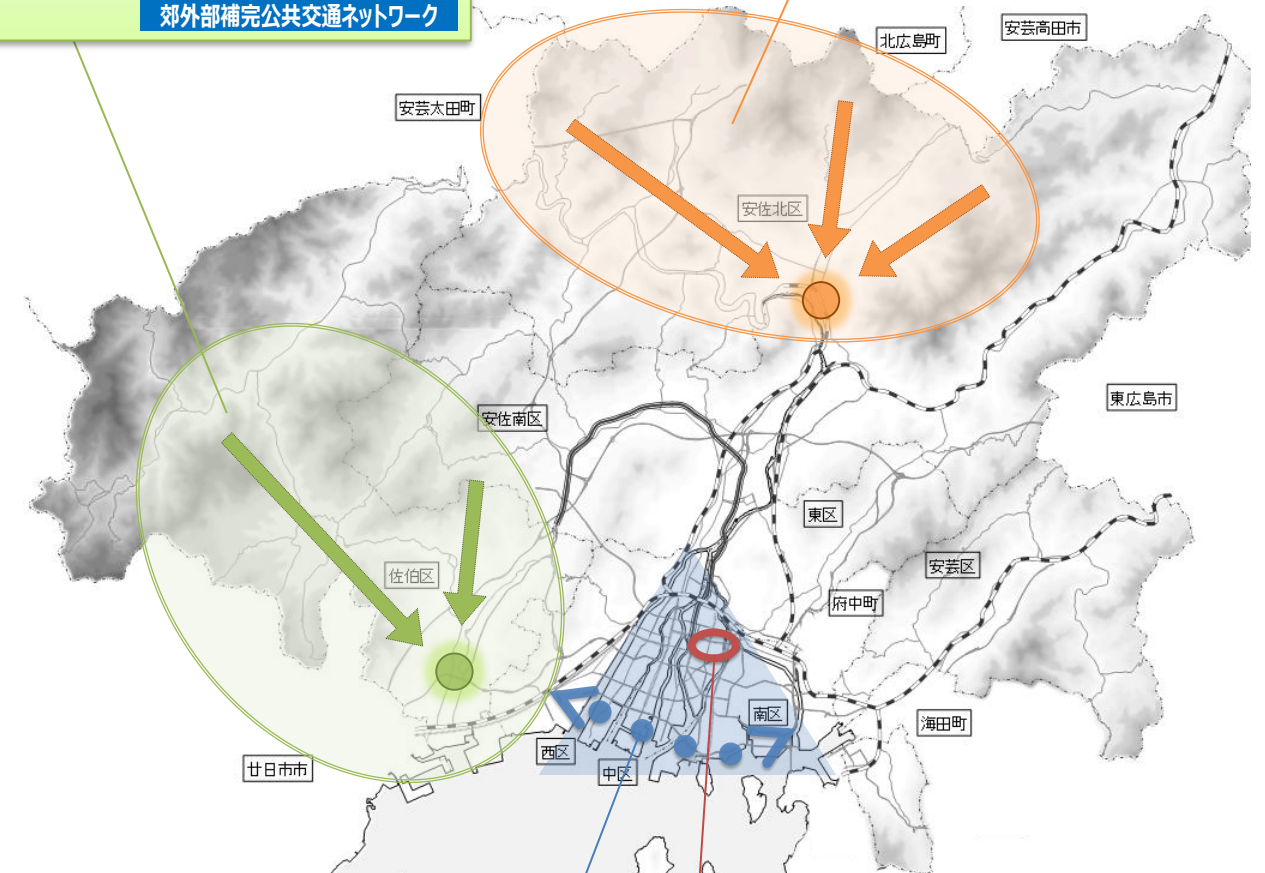 郊外部補完公共交通ネットワーク
安芸高田市
北広島町
安芸太田町
安佐北区
東広島市
安佐南区
東区
安芸区
佐伯区
府中町
南区
海田町
西区
中区
廿日市市